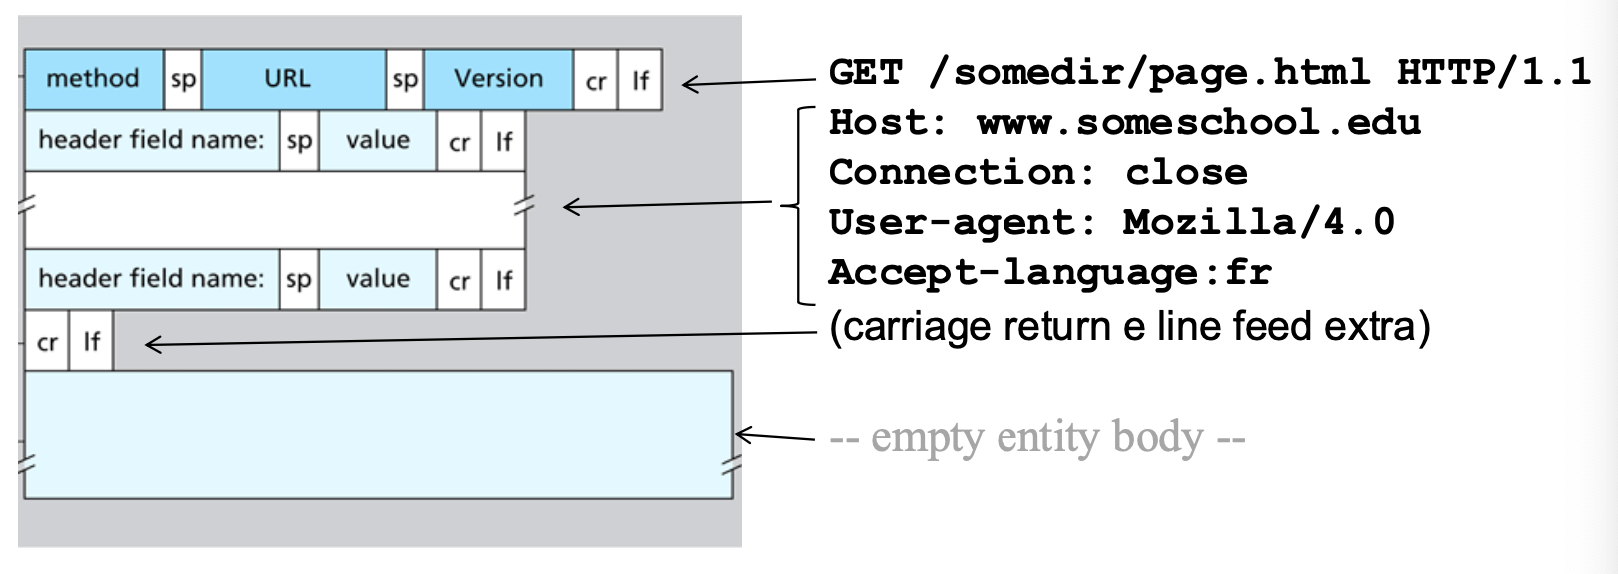 method sp URL sp Version cr lf
GET /somedir/page.html HTTP/1.1
header field name: sp value cr lf
Host: www.someschool.edu
Connection: close
User-agent: Mozilla/4.0
header field name: sp value cr lf
Accept-language:fr
cr lf
(carriage return e line feed extra)
-- empty entity body --